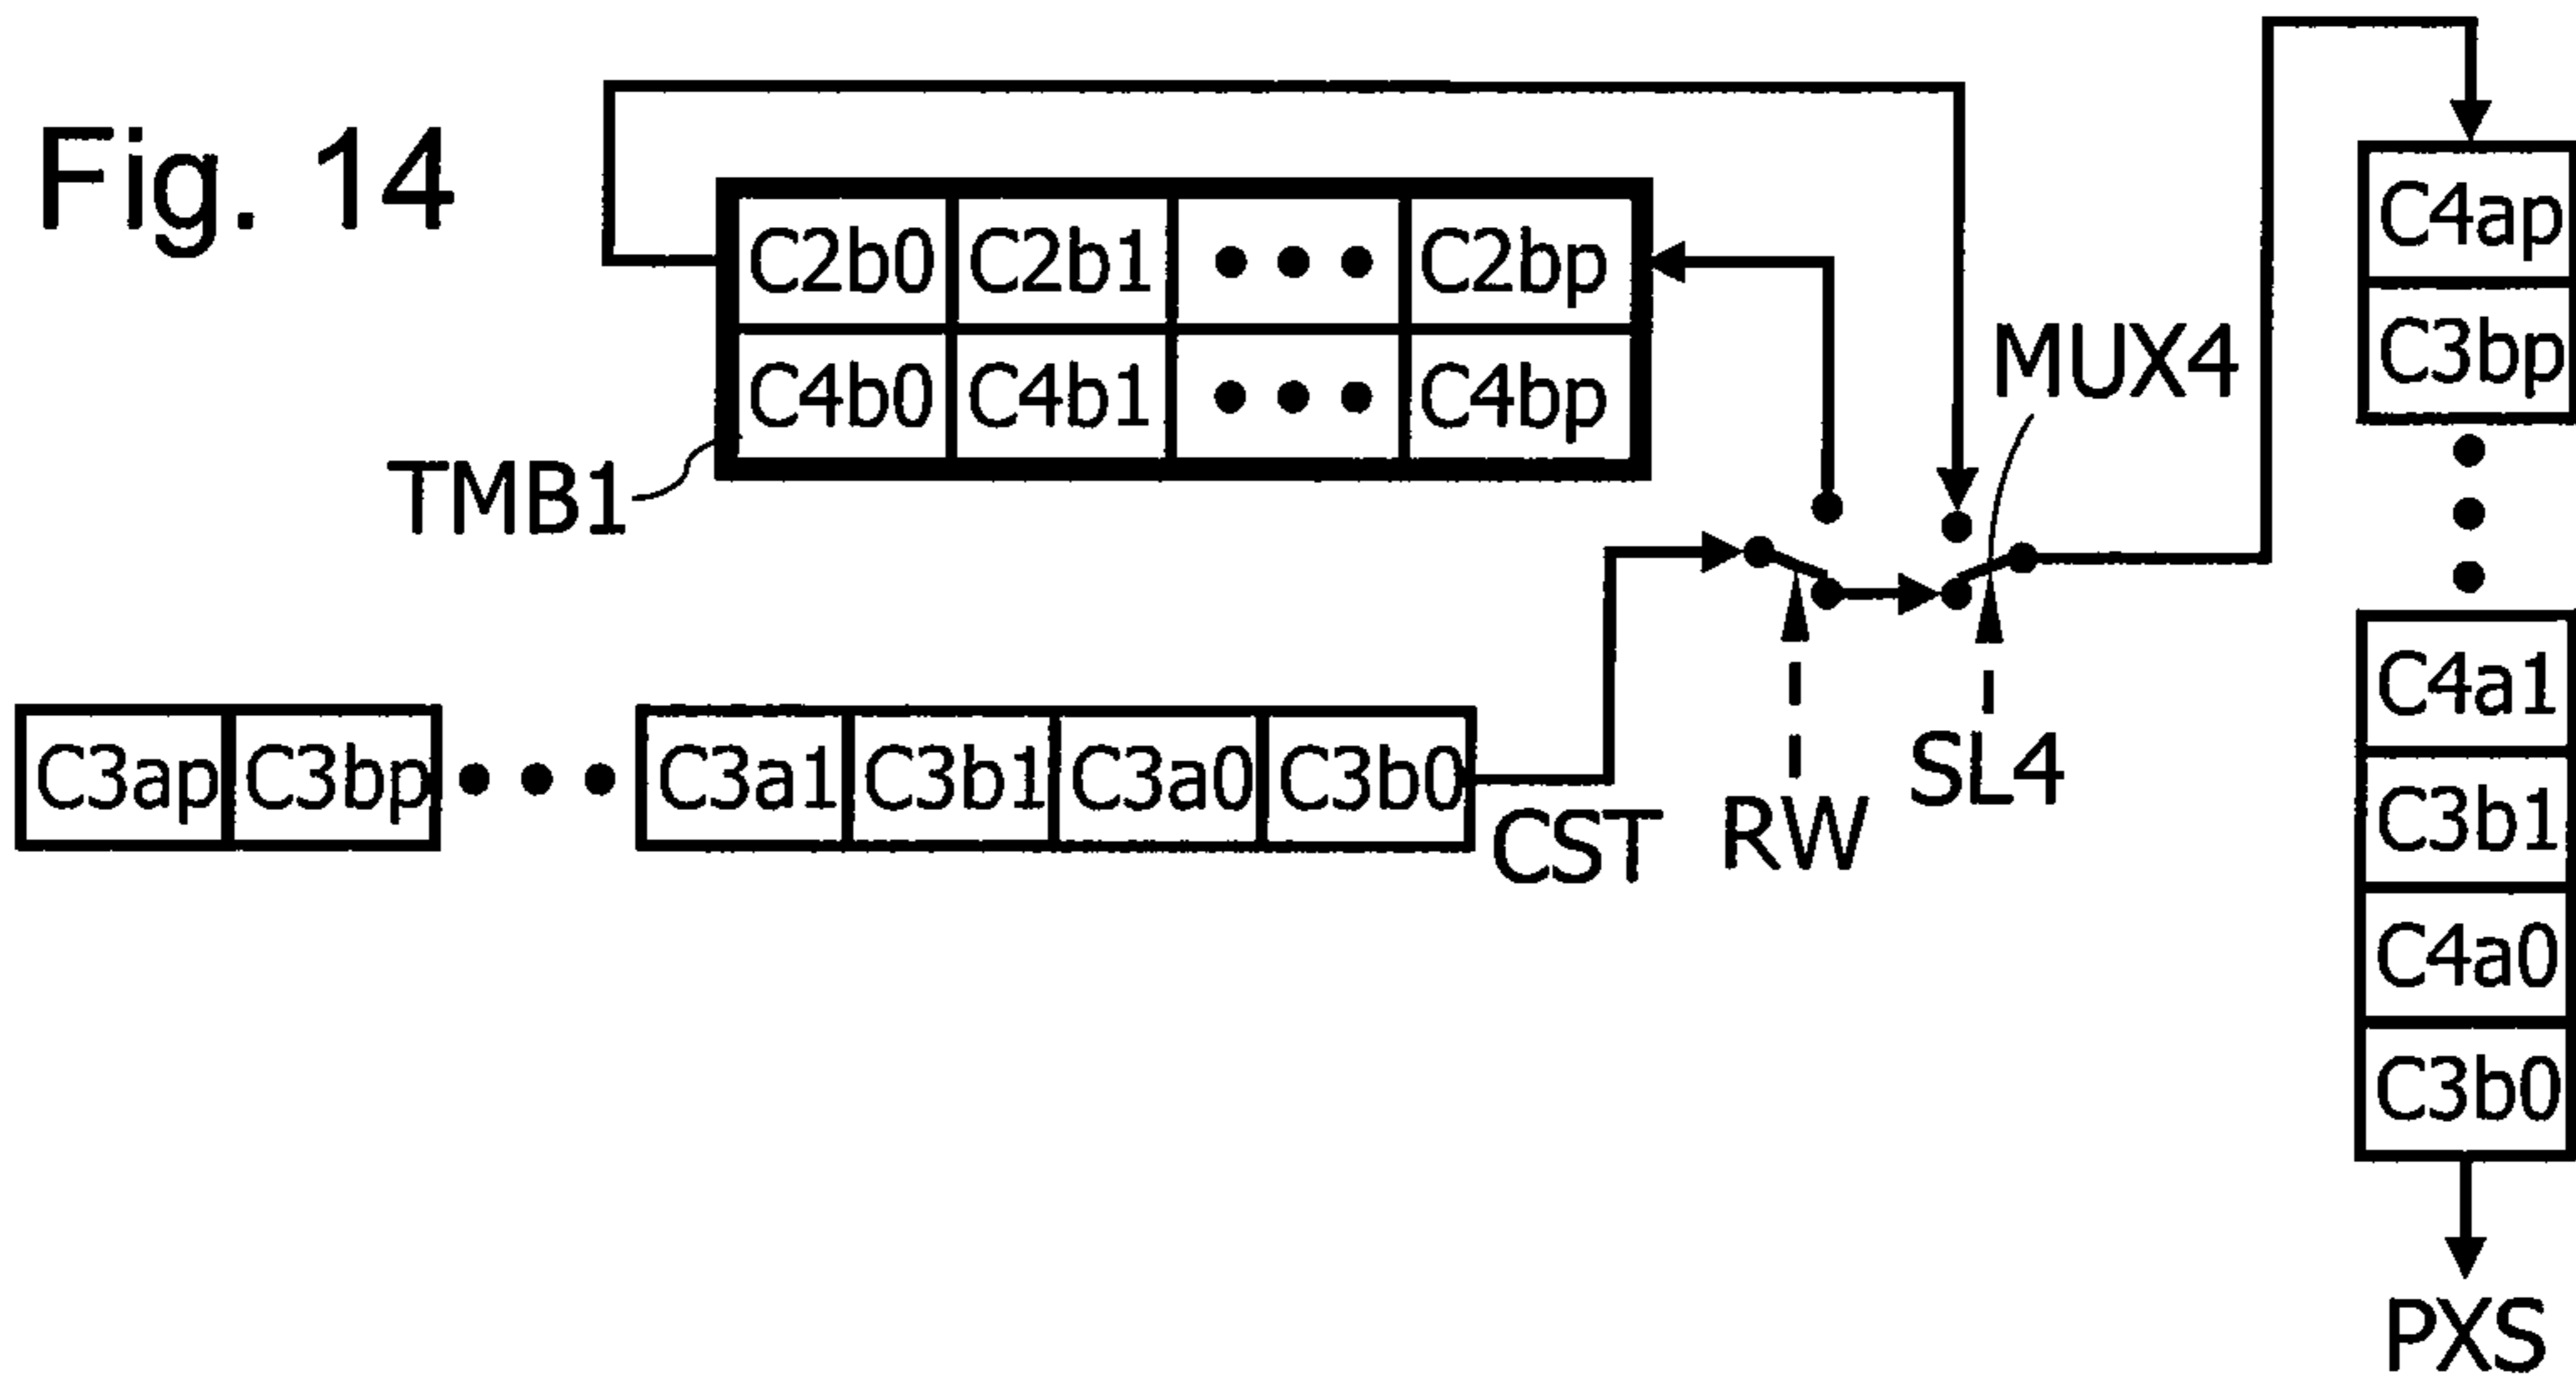 Fig. 14
C2b0 C2b1 ● ● ● C2bp
C4b0 C4b1 ● ● ● C4bp
TMB1
MUX4
C3ap C3bp ● ● ● C3a1 C3b1 C3a0 C3b0
CST
RW
SL4
C4ap
C3bp
●
●
●
C4a1
C3b1
C4a0
C3b0
PXS